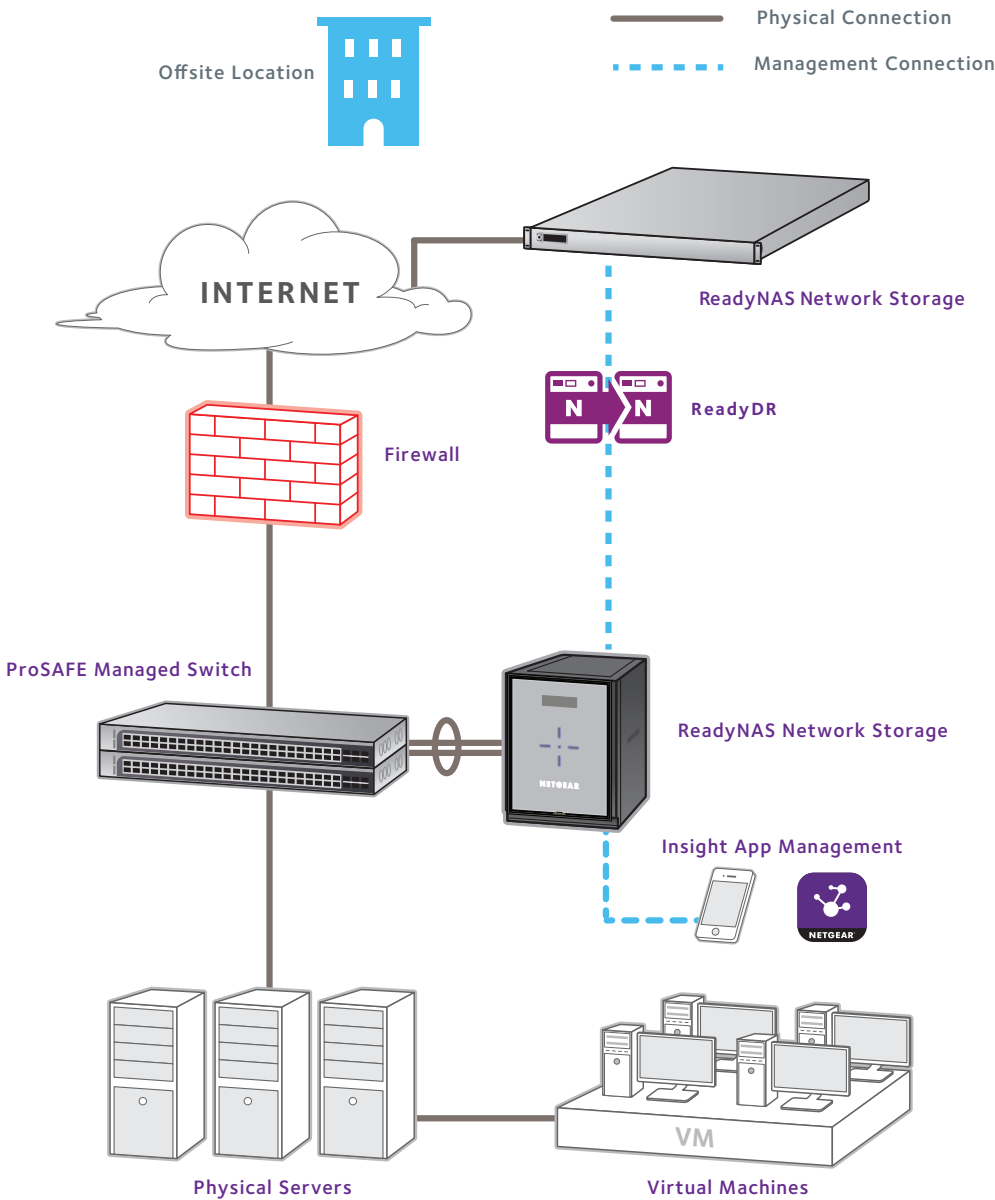 Physical Connection
Offsite Location
Management Connection
INTERNET
ReadyNAS Network Storage
N
N
ReadyDR
Firewall
ProSAFE Managed Switch
ReadyNAS Network Storage
NETGEAR
Insight App Management
NETGEAR
VM
Physical Servers
Virtual Machines